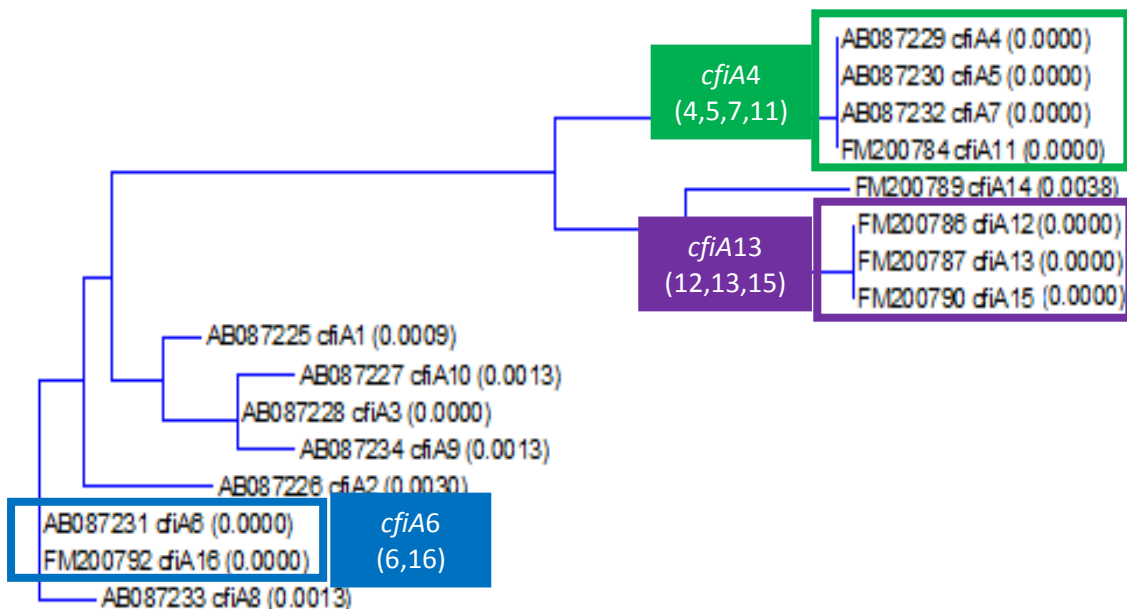 AB087229 cfiA4 (0.0000)
AB087230 cfiA5 (0.0000)
AB087232 cfiA7 (0.0000)
FM200784 cfiA11 (0.0000)
cfiA4
(4,5,7,11)
FM200789 cfiA14 (0.0038)
FM200786 cfiA12 (0.0000)
FM200787 cfiA13 (0.0000)
FM200790 cfiA15 (0.0000)
cfiA13
(12,13,15)
AB087225 cfiA1 (0.0009)
AB087227 cfiA10 (0.0013)
AB087228 cfiA3 (0.0000)
AB087234 cfiA9 (0.0013)
AB087226 cfiA2 (0.0030)
AB087231 cfiA6 (0.0000)
FM200792 cfiA16 (0.0000)
cfiA6
(6,16)
AB087233 cfiA8 (0.0013)